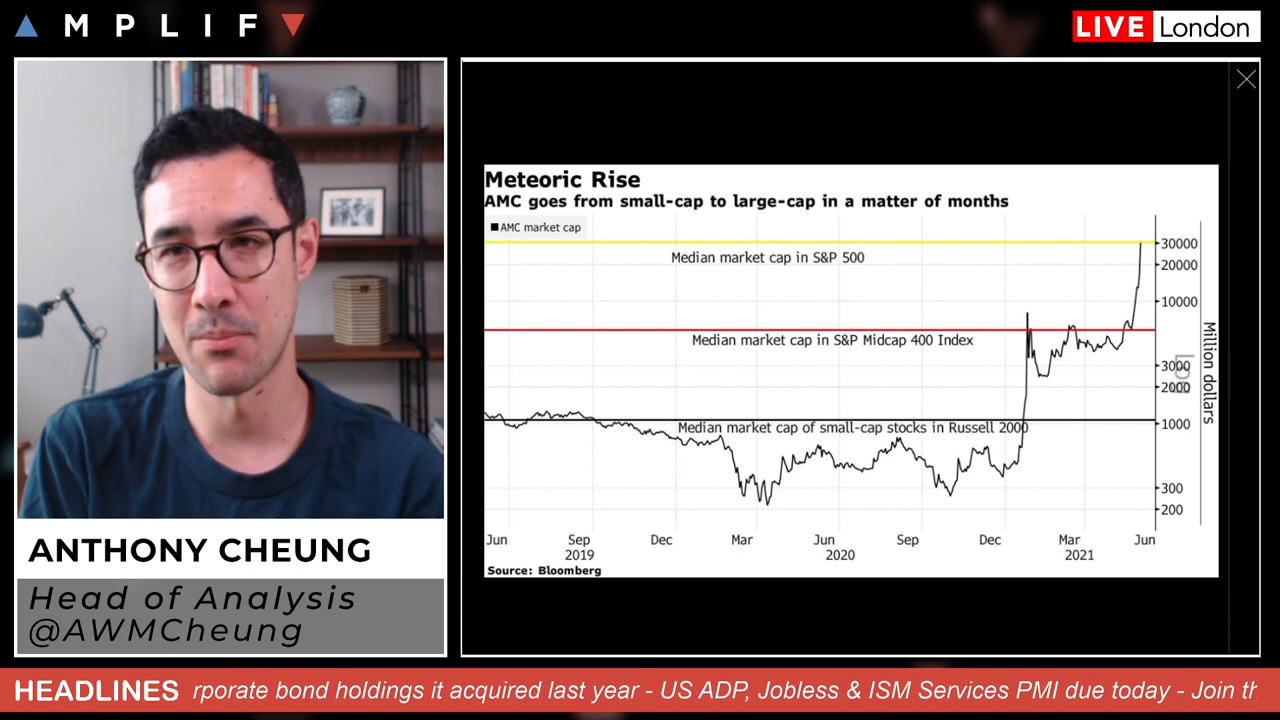 AMPLIFY
LIVE London
Meteoric Rise
AMC goes from small-cap to large-cap in a matter of months
AMC market cap
Median market cap in S&P 500
Median market cap in S&P Midcap 400 Index
Median market cap of small-cap stocks in Russell 2000
30000
20000
10000
3000
2000
1000
300
200
Million dollars
Log
Jun Sep Dec Mar Jun Sep Dec Mar Jun
2019 2020 2021
Source: Bloomberg
ANTHONY CHEUNG
Head of Analysis
@AWMCheung
HEADLINES rporate bond holdings it acquired last year - US ADP, Jobless & ISM Services PMI due today - Join th